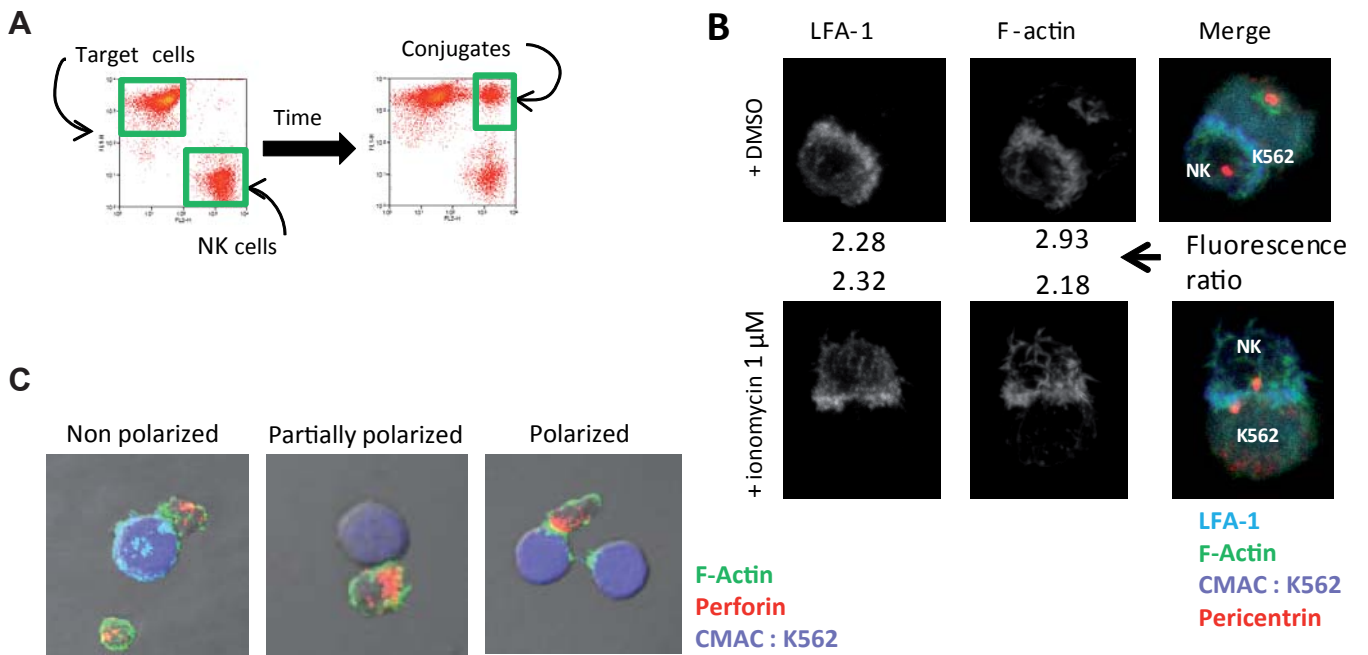 A
Target cells
Conjugates
Time
NK cells
B
LFA-1
F-actin
Merge
+ DMSO
NK
K562
2.28
2.93
Fluorescence
2.32
2.18
ratio
+ ionomycin 1 µM
NK
K562
LFA-1
F-Actin
CMAC : K562
Pericentrin
C
Non polarized
Partially polarized
Polarized
F-Actin
Perforin
CMAC : K562